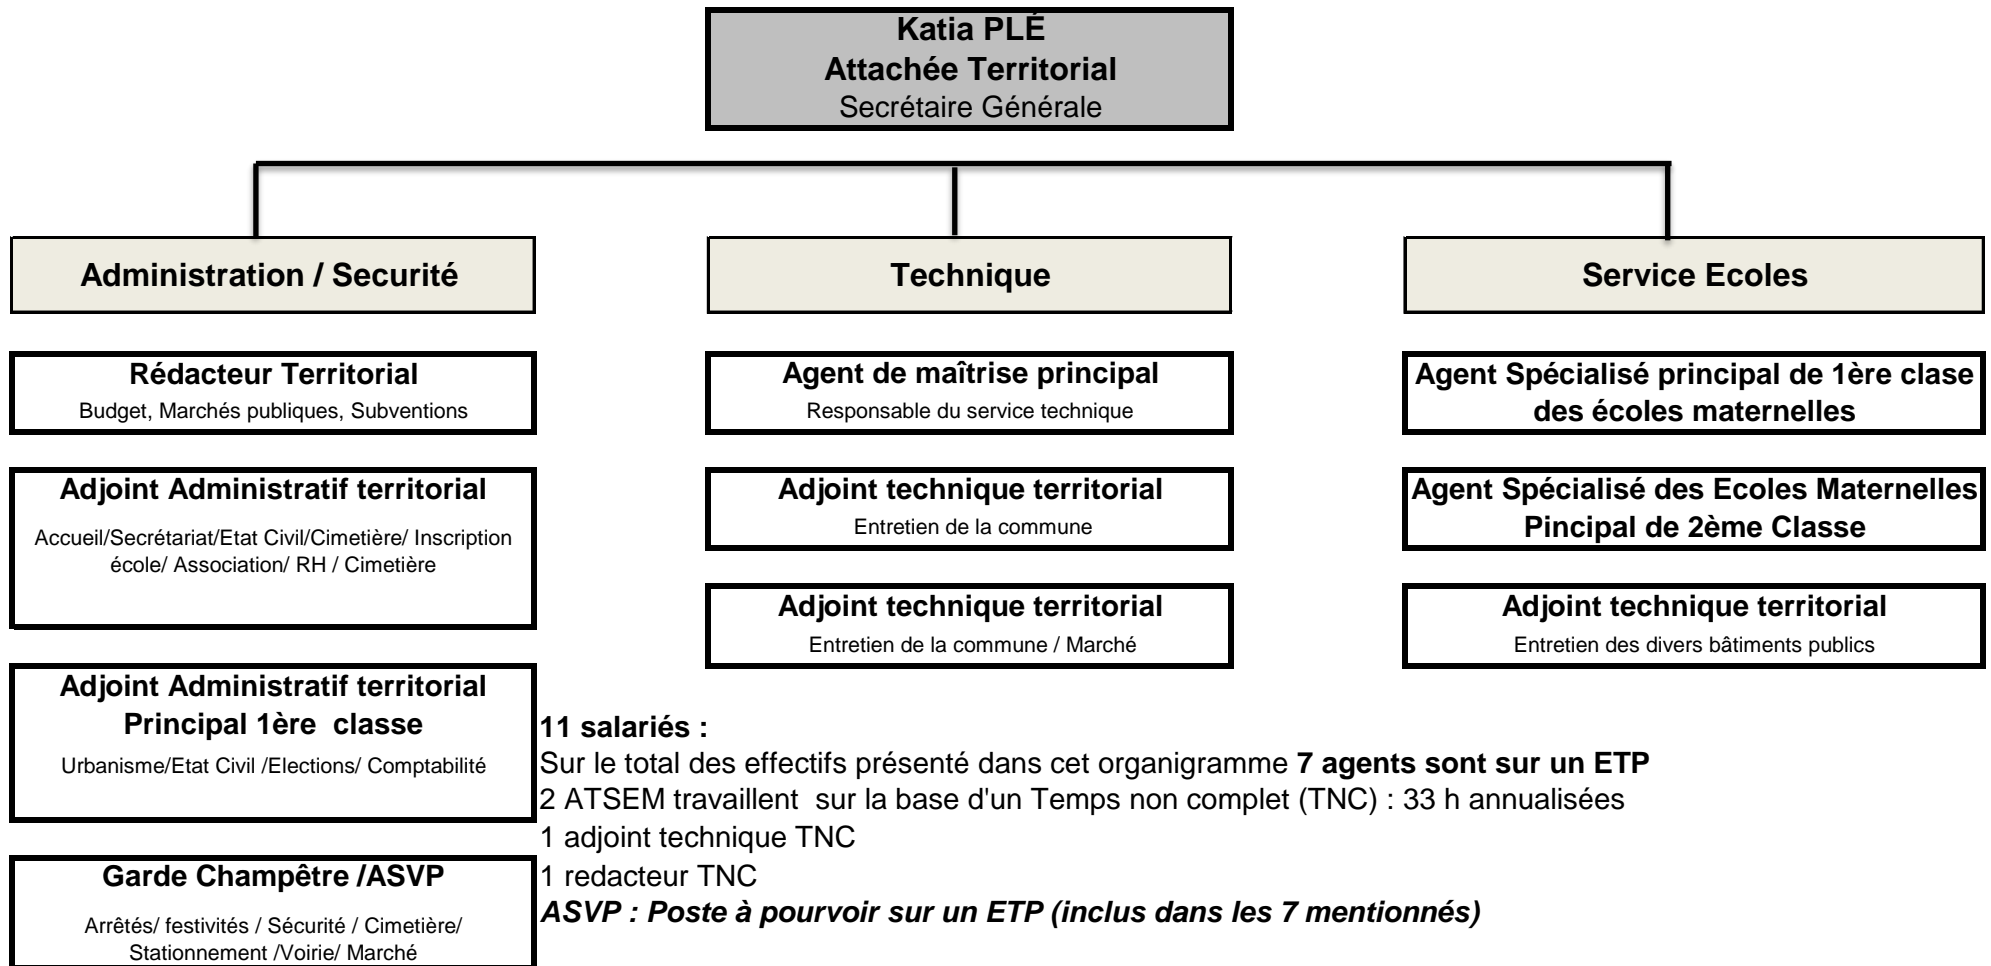 Katia PLÉ
Attachée Territorial
Secrétaire Générale
Administration / Securité
Technique
Service Ecoles
Rédacteur Territorial
Budget, Marchés publiques, Subventions
Adjoint Administratif territorial
Accueil/Secrétariat/Etat Civil/Cimetière/ Inscription
école/ Association/ RH / Cimetière
Adjoint Administratif territorial
Principal 1ère classe
Urbanisme/Etat Civil /Elections/ Comptabilité
Garde Champêtre /ASVP
Arrêtés/ festivités / Sécurité / Cimetière/
Stationnement /Voirie/ Marché
Agent de maîtrise principal
Responsable du service technique
Adjoint technique territorial
Entretien de la commune
Adjoint technique territorial
Entretien de la commune / Marché
Agent Spécialisé principal de 1ère clase
des écoles maternelles
Agent Spécialisé des Ecoles Maternelles
Pincipal de 2ème Classe
Adjoint technique territorial
Entretien des divers bâtiments publics
11 salariés :
Sur le total des effectifs présenté dans cet organigramme 7 agents sont sur un ETP
2 ATSEM travaillent sur la base d'un Temps non complet (TNC) : 33 h annualisées
1 adjoint technique TNC
1 redacteur TNC
ASVP : Poste à pourvoir sur un ETP (inclus dans les 7 mentionnés)